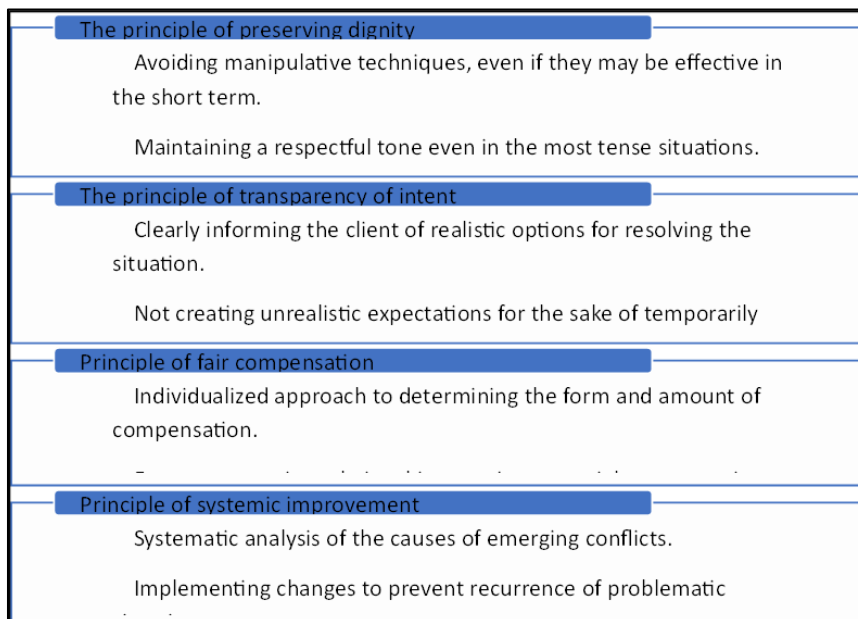 The principle of preserving dignity
Avoiding manipulative techniques, even if they may be effective in
the short term.
Maintaining a respectful tone even in the most tense situations.
The principle of transparency of intent
Clearly informing the client of realistic options for resolving the
situation.
Not creating unrealistic expectations for the sake of temporarily
Principle of fair compensation
Individualized approach to determining the form and amount of
compensation.
Principle of systemic improvement
Systematic analysis of the causes of emerging conflicts.
Implementing changes to prevent recurrence of problematic